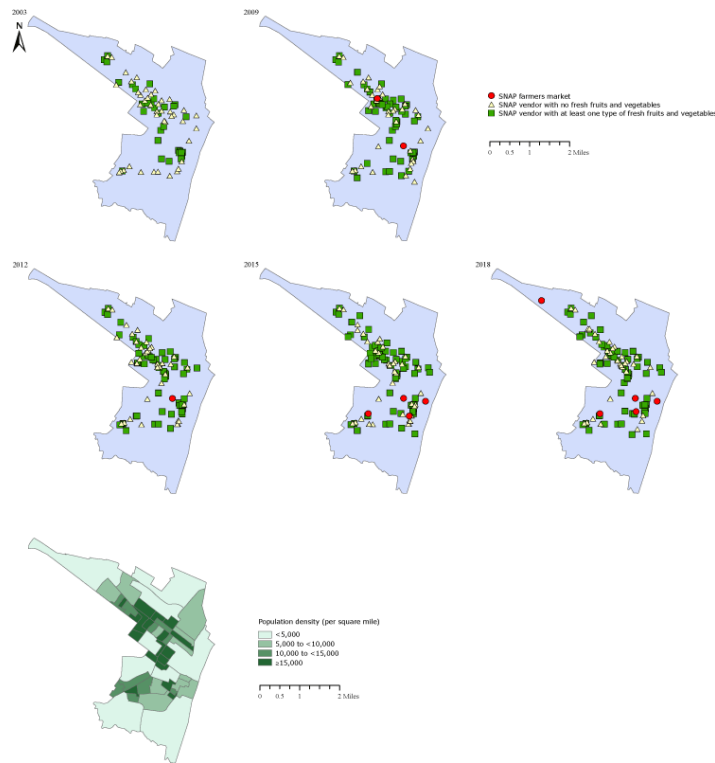 2003
2009
N
SNAP farmers market
SNAP vendor with no fresh fruits and vegetables
SNAP vendor with at least one type of fresh fruits and vegetables
0 0.5 1 2 Miles
2012
2015
2018
Population density (per square mile)
<5,000
5,000 to <10,000
10,000 to <15,000
≥15,000
0 0.5 1 2 Miles